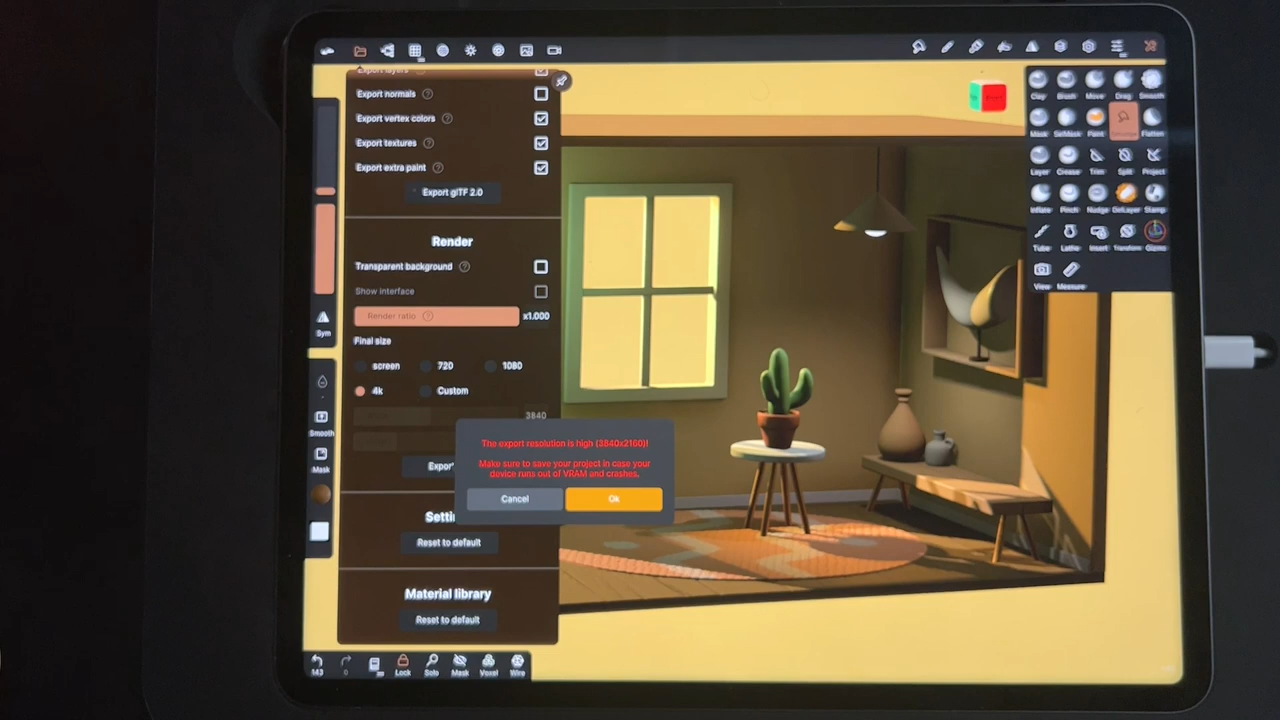 Export layers
Export normals ?
Export vertex colors ?
Export textures ?
Export extra paint ?
Export glTF 2.0
Render
Transparent background ?
Show interface
Render ratio ? x1.000
Final size
screen 720 1080
4k Custom
3840
The export resolution is high (3840x2160)!
Make sure to save your project in case your
device runs out of VRAM and crashes.
Cancel Ok
Reset to default
Material library
Reset to default
Sym
Smooth
Mask
143 0 Lock Solo Mask Voxel Wire
Clay Brush Move Drag Smooth
Mask SelMask Paint Flatten
Layer Crease Trim Split Project
Inflate Pinch Nudge DeLayer Stamp
Tube Lathe Insert Transform Gizmo
View Measure